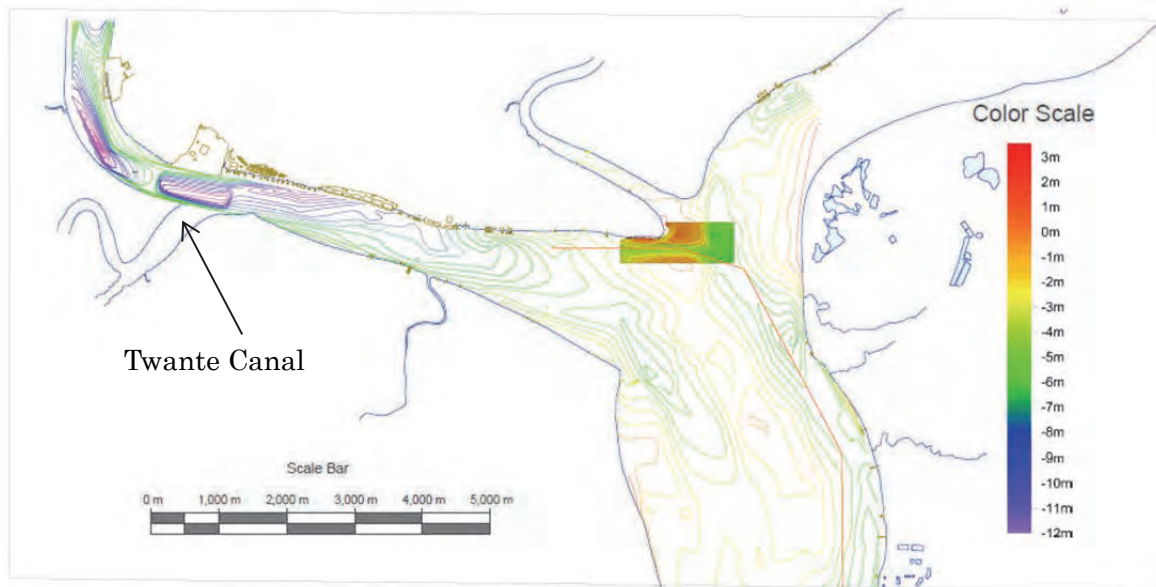 Color Scale
3m
2m
1m
0m
-1m
-2m
-3m
-4m
-5m
-6m
-7m
-8m
-9m
-10m
-11m
-12m
Twante Canal
Scale Bar
0 m 1,000 m 2,000 m 3,000 m 4,000 m 5,000 m